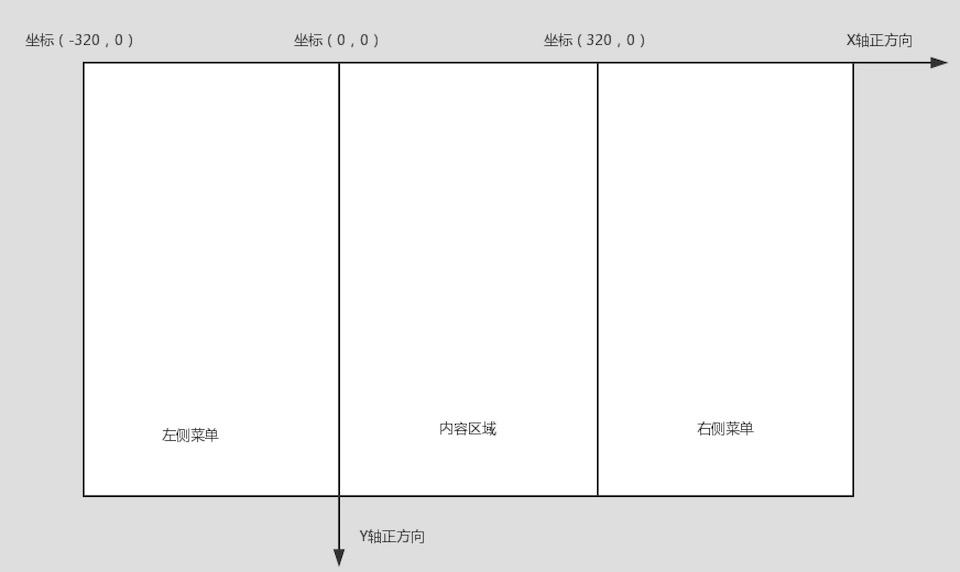 坐标（-320，0）
坐标（0，0）
坐标（320，0）
X轴正方向
左侧菜单
内容区域
右侧菜单
Y轴正方向